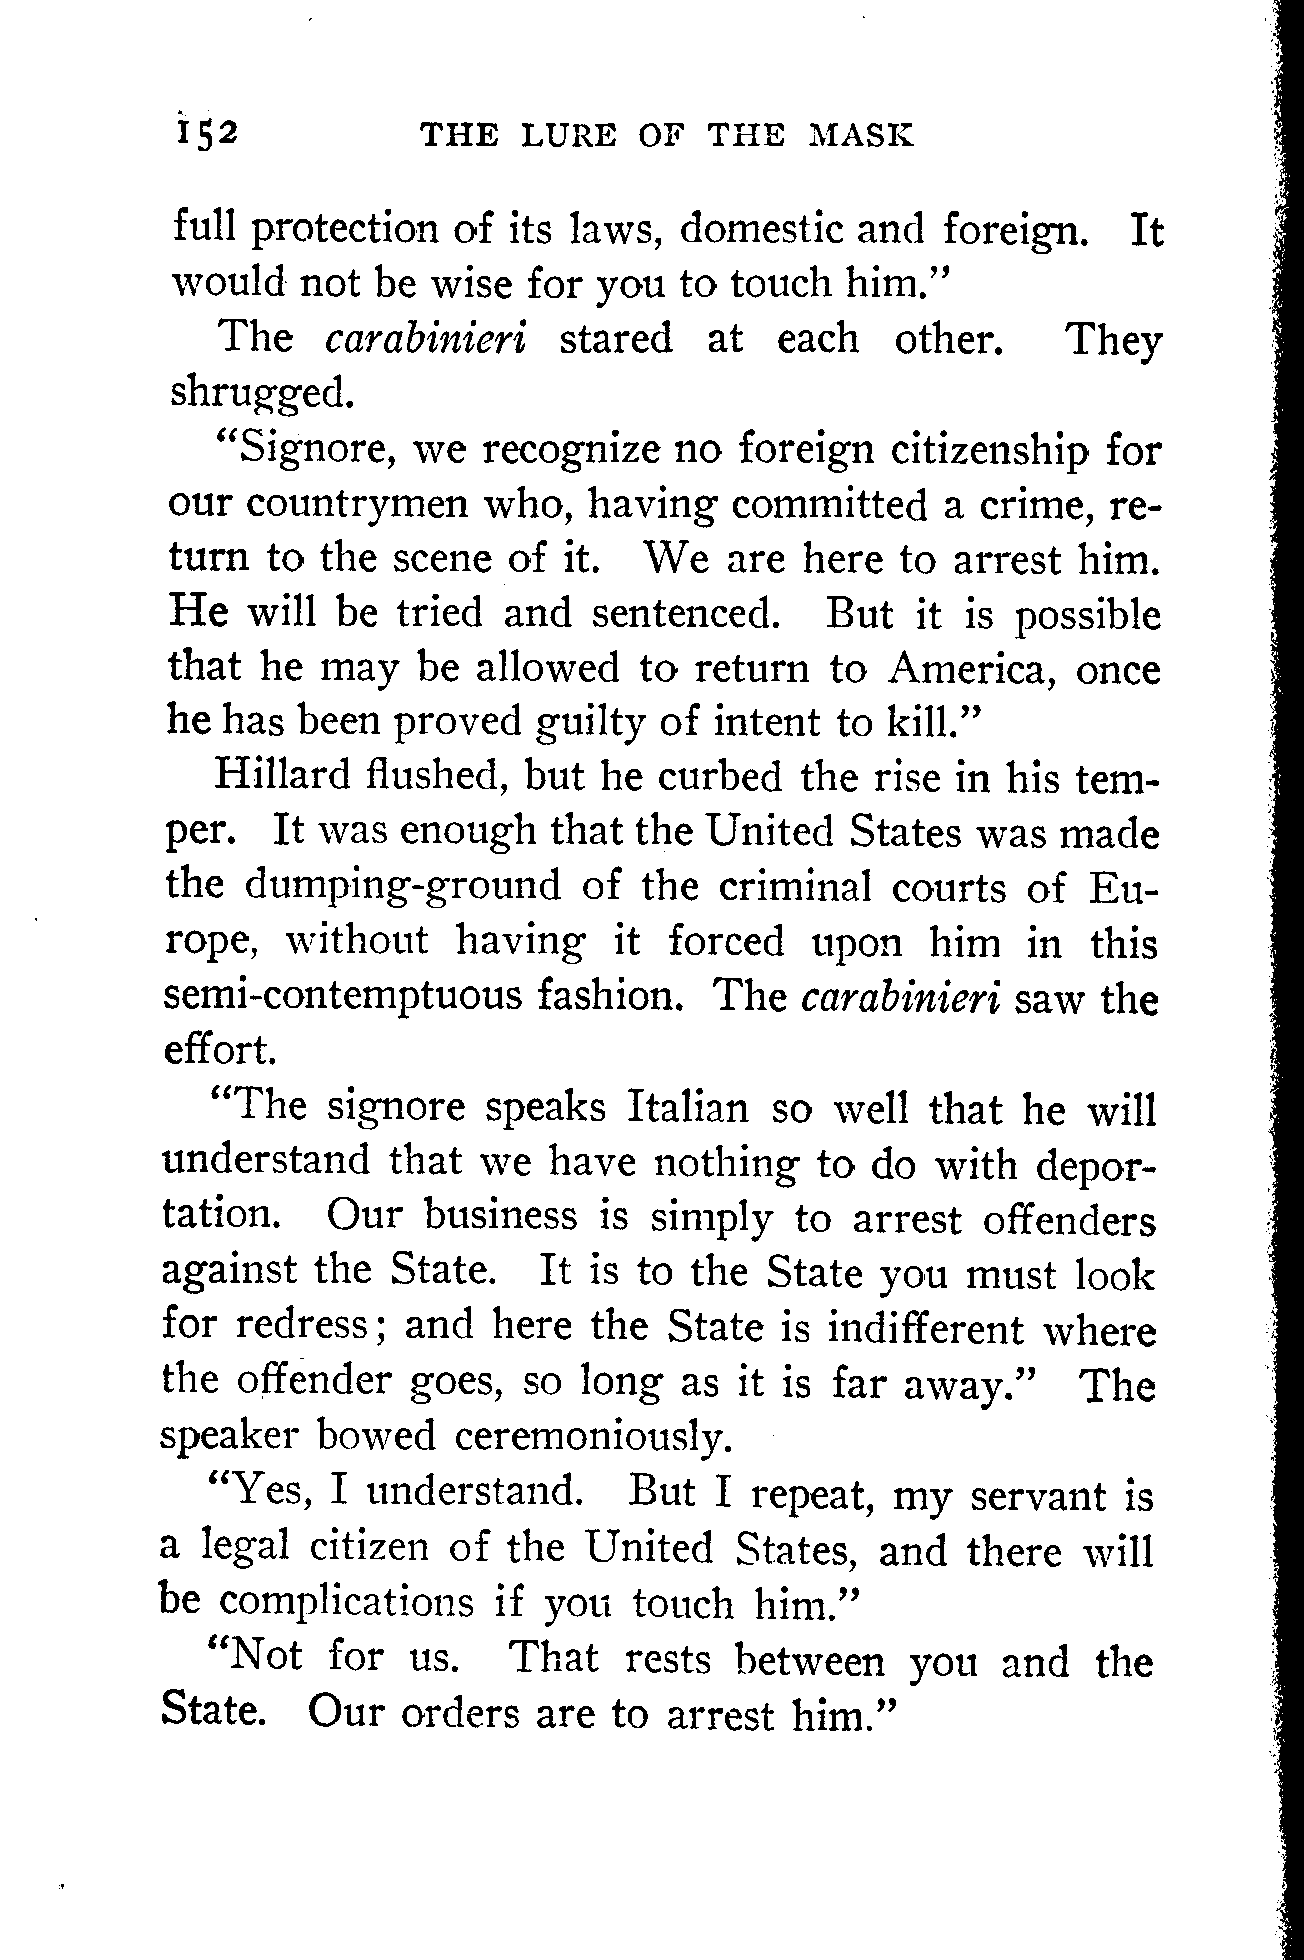 152 THE LURE OF THE MASK
full protection of its laws, domestic and foreign. It
would not be wise for you to touch him."
The carabinieri stared at each other. They
shrugged.
"Signore, we recognize no foreign citizenship for
our countrymen who, having committed a crime, re-
turn to the scene of it. We are here to arrest him.
He will be tried and sentenced. But it is possible
that he may be allowed to return to America, once
he has been proved guilty of intent to kill."
Hillard flushed, but he curbed the rise in his tem-
per. It was enough that the United States was made
the dumping-ground of the criminal courts of Eu-
rope, without having it forced upon him in this
semi-contemptuous fashion. The carabinieri saw the
effort.
"The signore speaks Italian so well that he will
understand that we have nothing to do with depor-
tation. Our business is simply to arrest offenders
against the State. It is to the State you must look
for redress; and here the State is indifferent where
the offender goes, so long as it is far away." The
speaker bowed ceremoniously.
"Yes, I understand. But I repeat, my servant is
a legal citizen of the United States, and there will
be complications if you touch him."
"Not for us. That rests between you and the
State. Our orders are to arrest him."